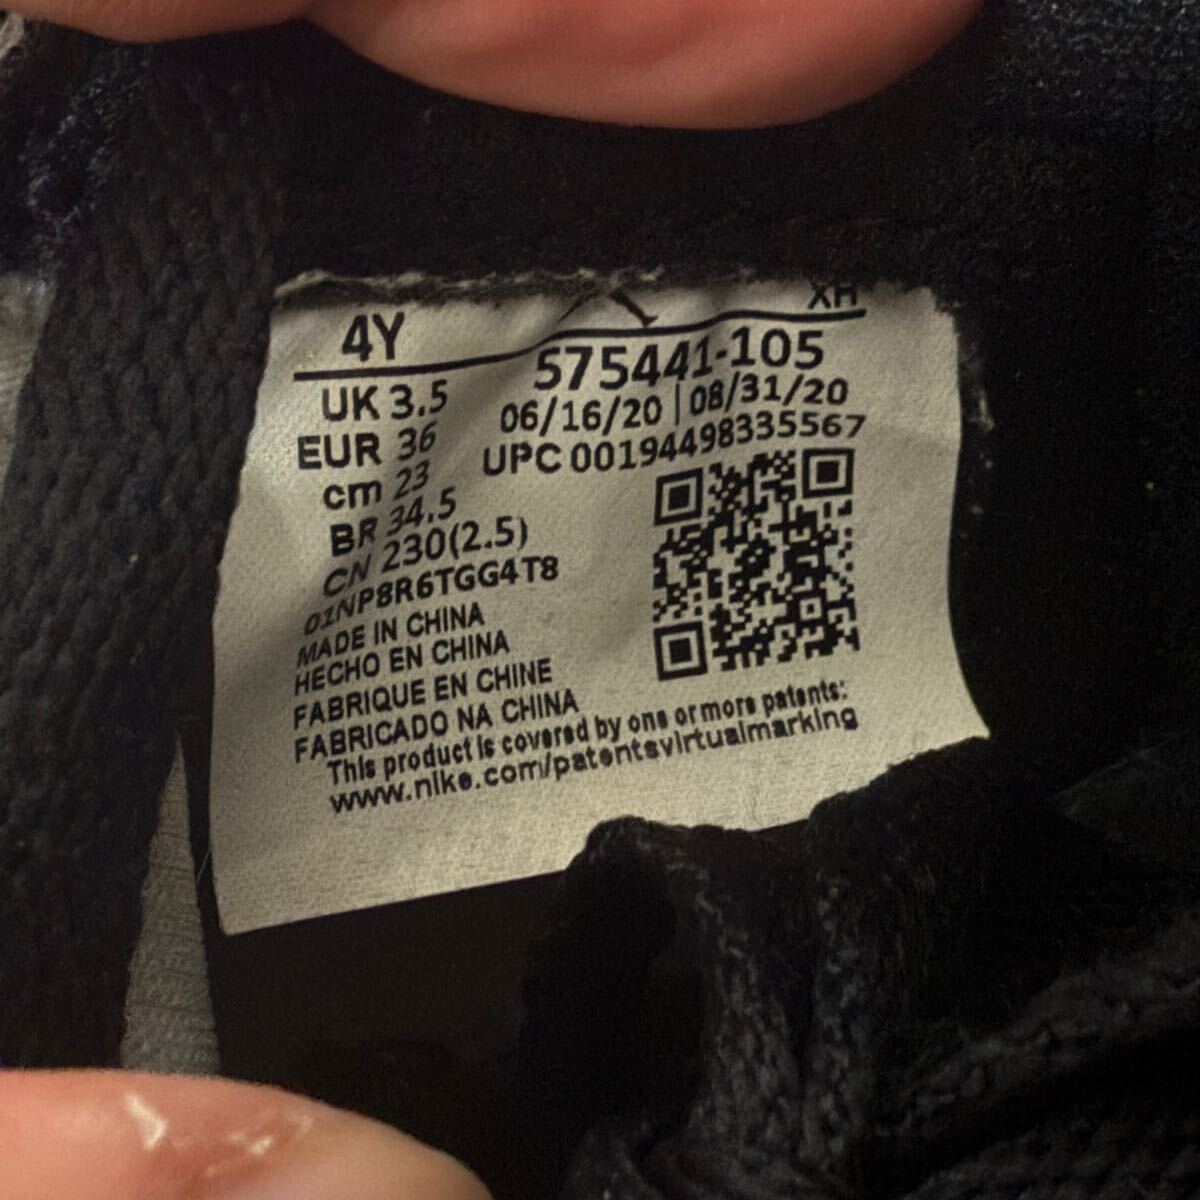 XH
4Y
575441-105
UK 3.5
06/16/20 | 08/31/20
EUR 36
UPC 00194498335567
cm 23
BR 34.5
CN 230(2.5)
01NP8R6TGG4T8
MADE IN CHINA
HECHO EN CHINA
FABRIQUE EN CHINE
FABRICADO NA CHINA
This product is covered by one or more patents:
www.nike.com/patentsvirtualmarking